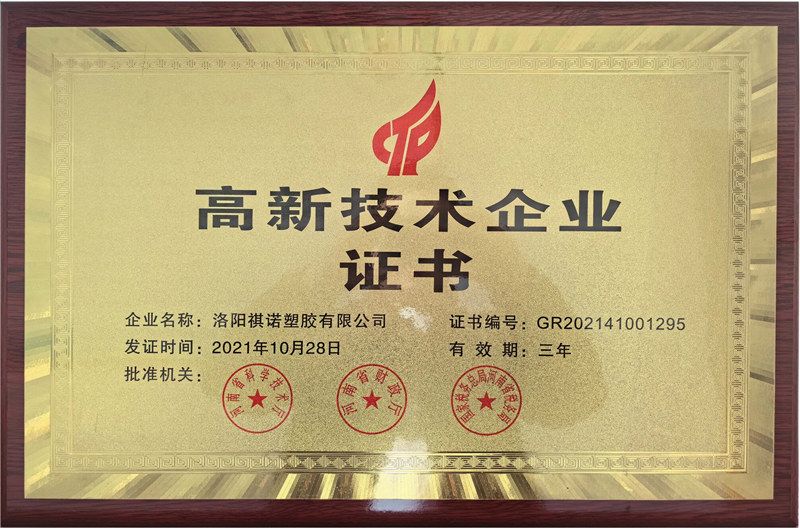 高新技术企业
证书
企业名称：洛阳祺诺塑胶有限公司 证书编号：GR202141001295
发证时间：2021年10月28日 有效期：三年
批准机关：
河南省科学技术厅
河南省财政厅
国家税务总局河南省税务局